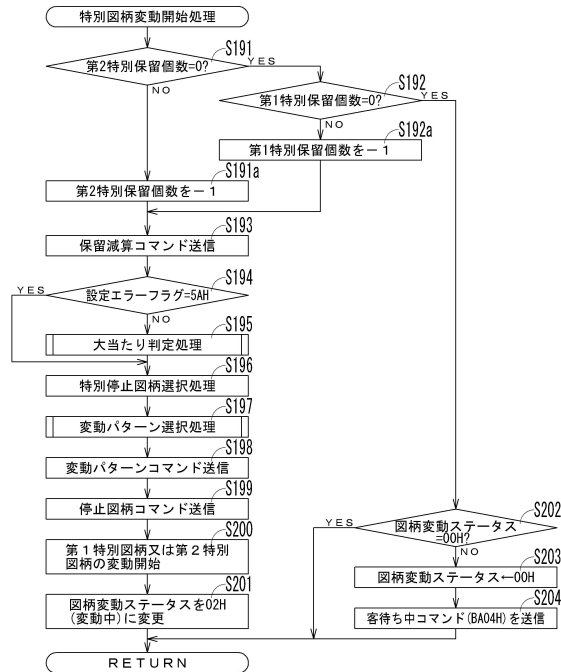 特別図柄変動開始処理
S191
第2特別保留個数=0?
YES
NO
S192
第1特別保留個数=0?
YES
NO
S192a
第1特別保留個数を－1
S191a
第2特別保留個数を－1
S193
保留減算コマンド送信
S194
設定エラーフラグ=5AH
YES
NO
S195
大当たり判定処理
S196
特別停止図柄選択処理
S197
変動パターン選択処理
S198
変動パターンコマンド送信
S199
停止図柄コマンド送信
S200
第１特別図柄又は第２特別
図柄の変動開始
S201
図柄変動ステータスを02H
(変動中)に変更
S202
図柄変動ステータス
=00H?
YES
NO
S203
図柄変動ステータス←00H
S204
客待ち中コマンド(BA04H)を送信
RETURN